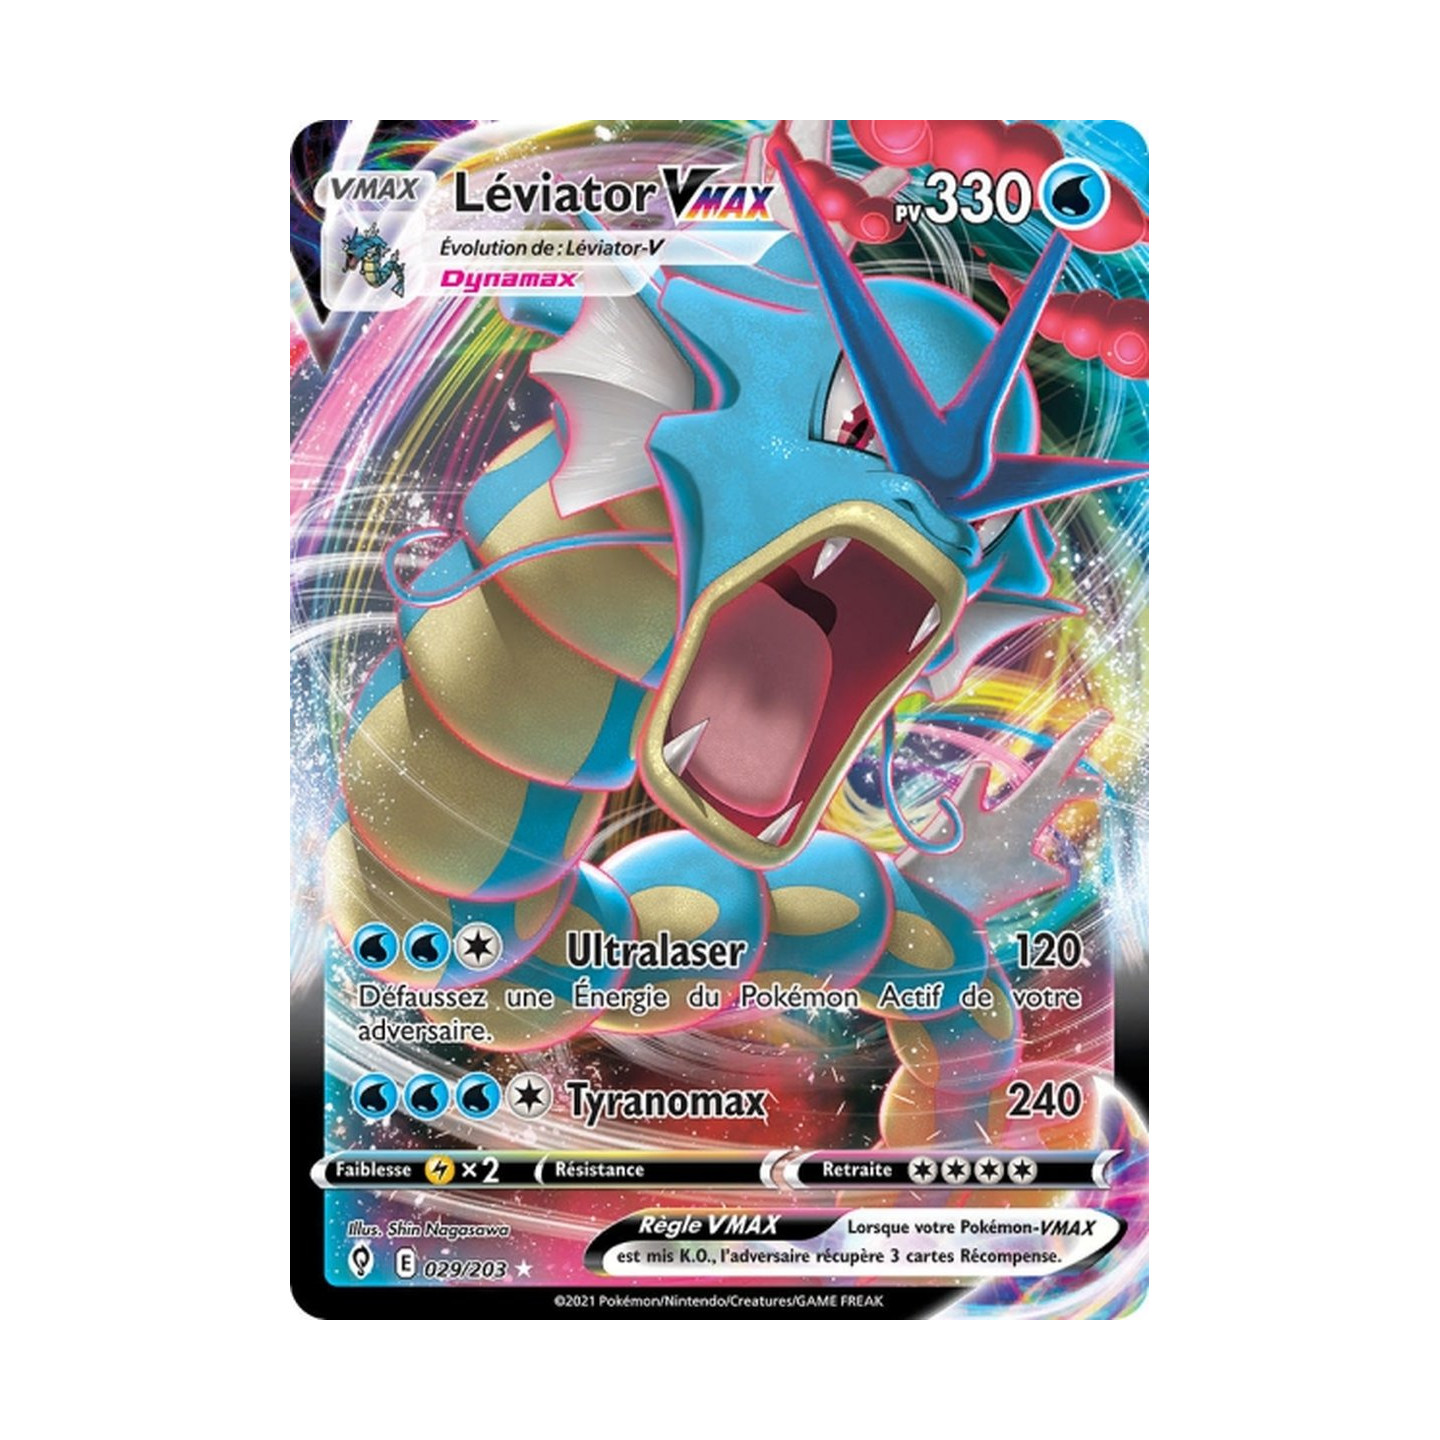 VMAX
Léviator VMAX
PV 330
Évolution de : Léviator-V
Dynamax
Ultralaser 120
Défaussez une Énergie du Pokémon Actif de votre
adversaire.
Tyranomax 240
Faiblesse ×2 Résistance Retraite
Illus. Shin Nagasawa
Règle VMAX Lorsque votre Pokémon-VMAX
est mis K.O., l'adversaire récupère 3 cartes Récompense.
E 029/203
©2021 Pokémon/Nintendo/Creatures/GAME FREAK